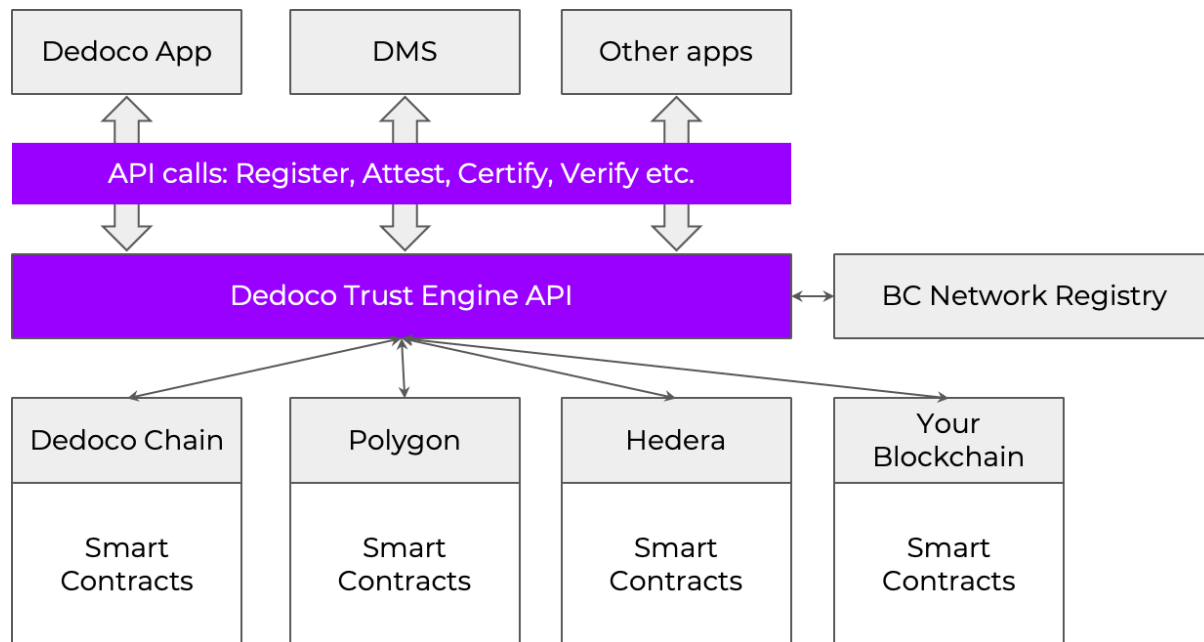 Dedoco App
DMS
Other apps
API calls: Register, Attest, Certify, Verify etc.
Dedoco Trust Engine API
BC Network Registry
Dedoco Chain
Polygon
Hedera
Your
Blockchain
Smart
Contracts
Smart
Contracts
Smart
Contracts
Smart
Contracts